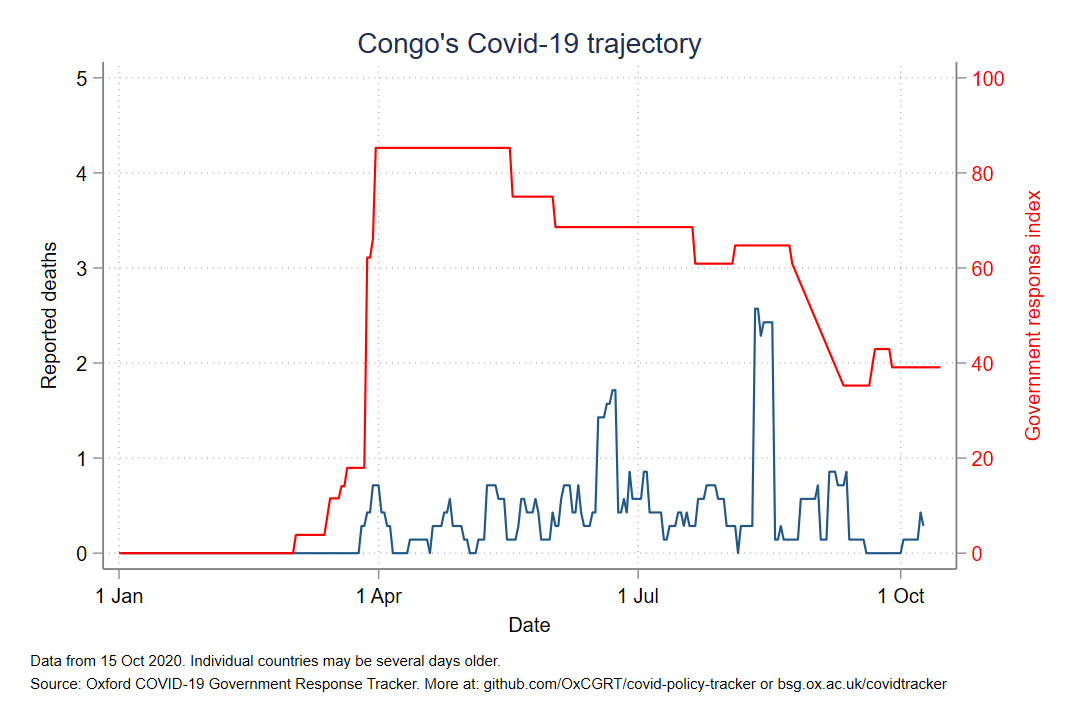 Congo's Covid-19 trajectory
5
4
3
2
1
0
Reported deaths
100
80
60
40
20
0
Government response index
1 Jan
1 Apr
1 Jul
1 Oct
Date
Data from 15 Oct 2020. Individual countries may be several days older.
Source: Oxford COVID-19 Government Response Tracker. More at: github.com/OxCGRT/covid-policy-tracker or bsg.ox.ac.uk/covidtracker